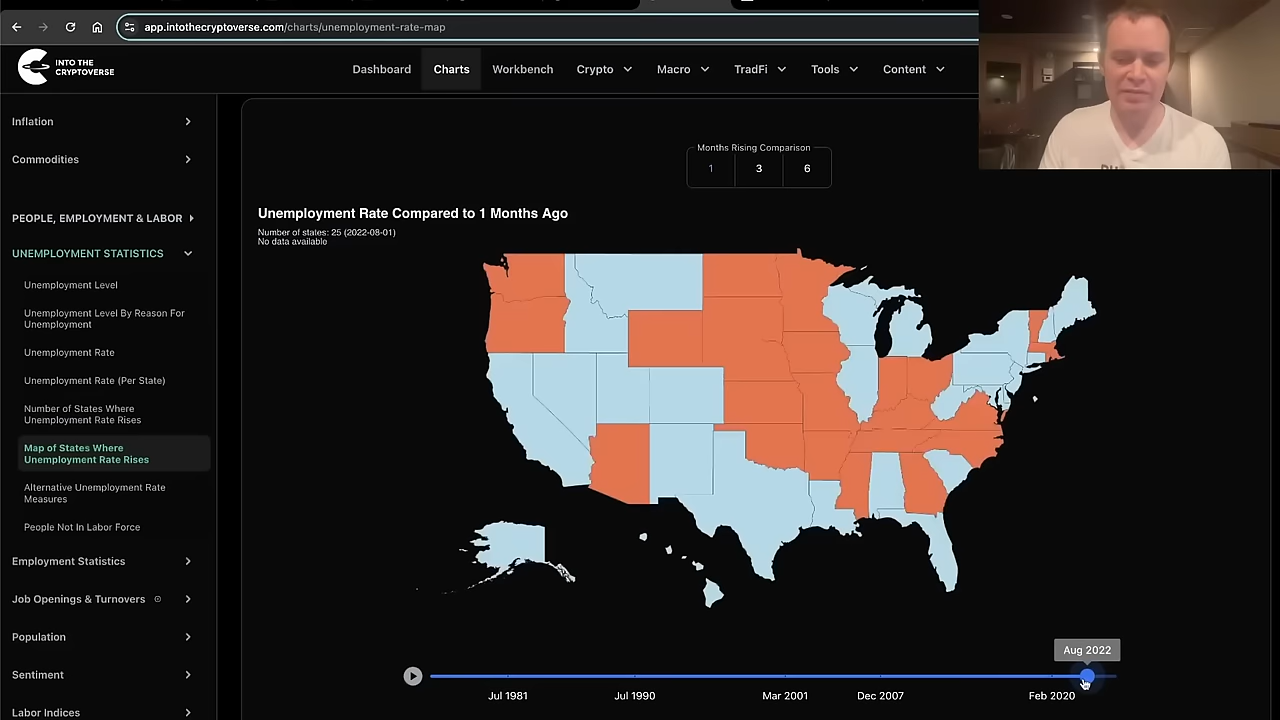 app.intothecryptoverse.com/charts/unemployment-rate-map
INTO THE
CRYPTOVERSE
Dashboard
Charts
Workbench
Crypto
Macro
TradFi
Tools
Content
Inflation
Commodities
PEOPLE, EMPLOYMENT & LABOR
UNEMPLOYMENT STATISTICS
Unemployment Level
Unemployment Level By Reason For
Unemployment
Unemployment Rate
Unemployment Rate (Per State)
Number of States Where
Unemployment Rate Rises
Map of States Where
Unemployment Rate Rises
Alternative Unemployment Rate
Measures
People Not In Labor Force
Employment Statistics
Job Openings & Turnovers
Population
Sentiment
Labor Indices
Months Rising Comparison
1
3
6
Unemployment Rate Compared to 1 Months Ago
Number of states: 25 (2022-08-01)
No data available
Aug 2022
Jul 1981
Jul 1990
Mar 2001
Dec 2007
Feb 2020